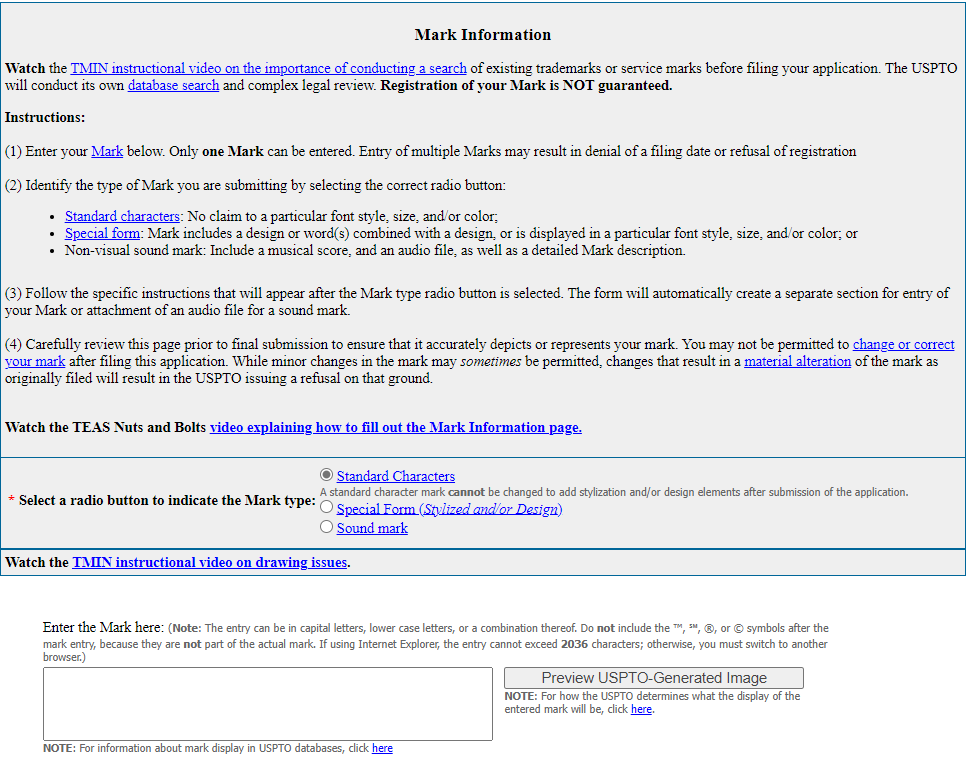 Mark Information
Watch the TMIN instructional video on the importance of conducting a search of existing trademarks or service marks before filing your application. The USPTO
will conduct its own database search and complex legal review. Registration of your Mark is NOT guaranteed.
Instructions:
(1) Enter your Mark below. Only one Mark can be entered. Entry of multiple Marks may result in denial of a filing date or refusal of registration
(2) Identify the type of Mark you are submitting by selecting the correct radio button:
• Standard characters: No claim to a particular font style, size, and/or color;
• Special form: Mark includes a design or word(s) combined with a design, or is displayed in a particular font style, size, and/or color; or
• Non-visual sound mark: Include a musical score, and an audio file, as well as a detailed Mark description.
(3) Follow the specific instructions that will appear after the Mark type radio button is selected. The form will automatically create a separate section for entry of
your Mark or attachment of an audio file for a sound mark.
(4) Carefully review this page prior to final submission to ensure that it accurately depicts or represents your mark. You may not be permitted to change or correct
your mark after filing this application. While minor changes in the mark may sometimes be permitted, changes that result in a material alteration of the mark as
originally filed will result in the USPTO issuing a refusal on that ground.
Watch the TEAS Nuts and Bolts video explaining how to fill out the Mark Information page.
* Select a radio button to indicate the Mark type:
Standard Characters
A standard character mark cannot be changed to add stylization and/or design elements after submission of the application.
Special Form (Stylized and/or Design)
Sound mark
Watch the TMIN instructional video on drawing issues.
Enter the Mark here: (Note: The entry can be in capital letters, lower case letters, or a combination thereof. Do not include the ™, ℠, ®, or © symbols after the
mark entry, because they are not part of the actual mark. If using Internet Explorer, the entry cannot exceed 2036 characters; otherwise, you must switch to another
browser.)
Preview USPTO-Generated Image
NOTE: For how the USPTO determines what the display of the
entered mark will be, click here.
NOTE: For information about mark display in USPTO databases, click here